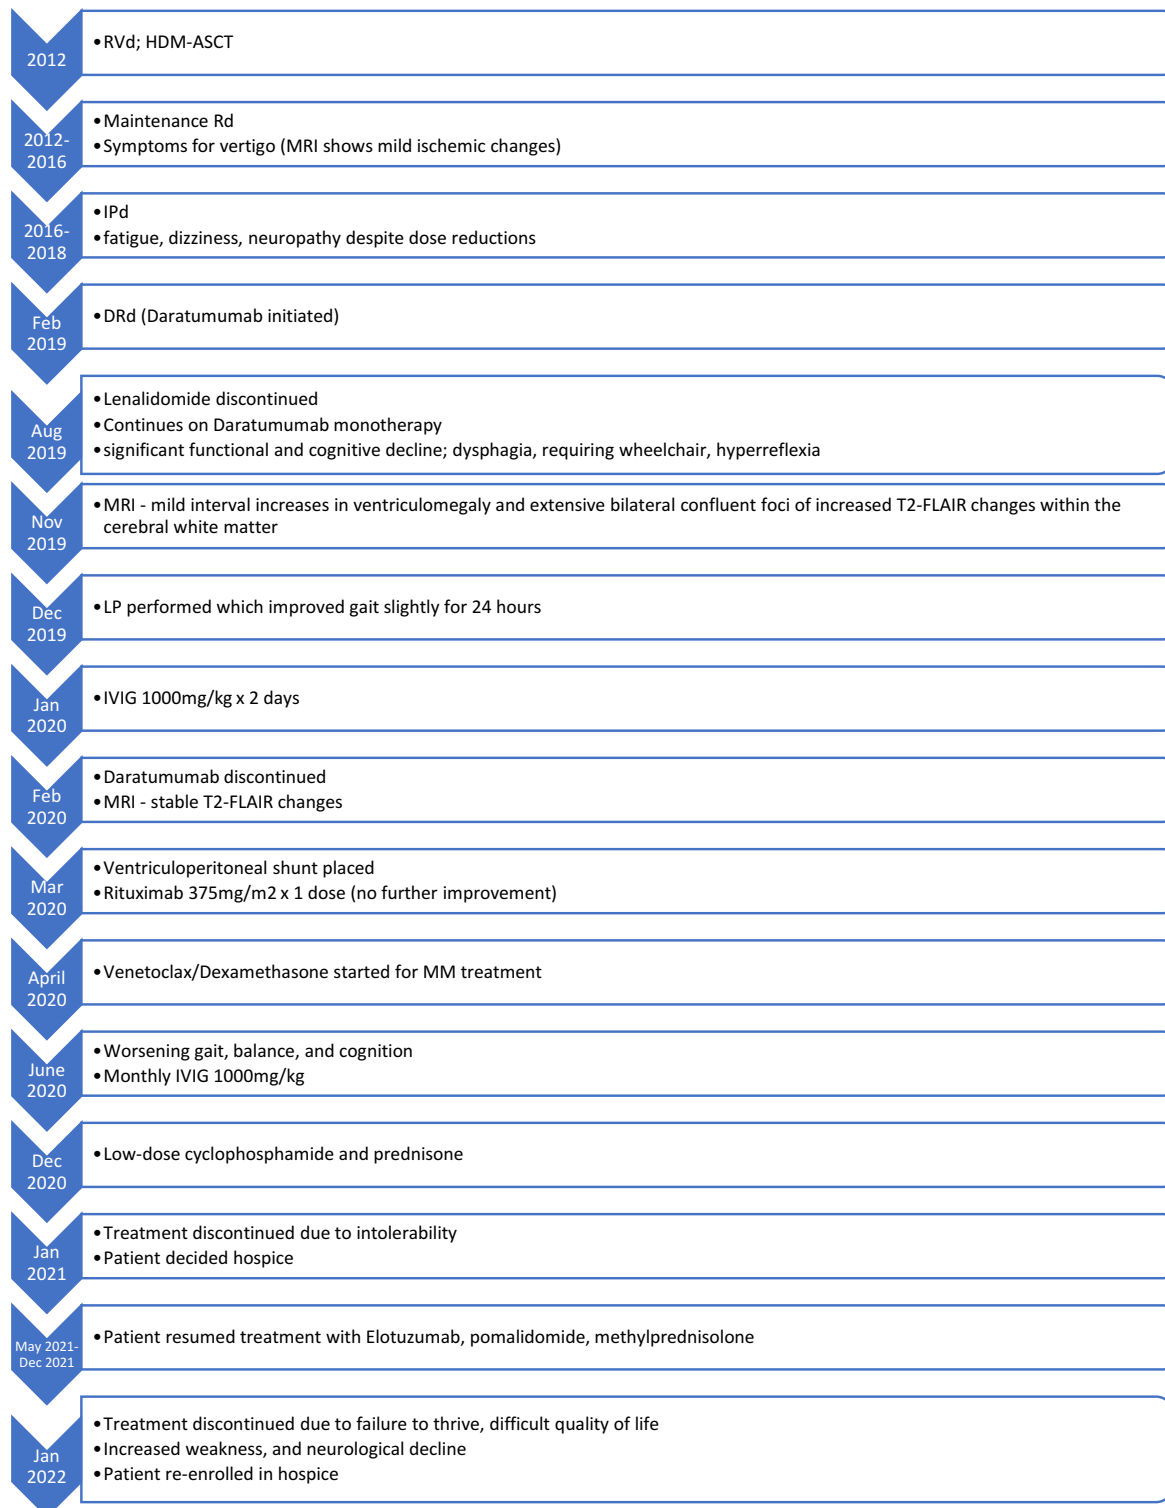 2012
•RVd; HDM-ASCT
2012-
2016
•Maintenance Rd
•Symptoms for vertigo (MRI shows mild ischemic changes)
2016-
2018
•IPd
•fatigue, dizziness, neuropathy despite dose reductions
Feb
2019
•DRd (Daratumumab initiated)
Aug
2019
•Lenalidomide discontinued
•Continues on Daratumumab monotherapy
•significant functional and cognitive decline; dysphagia, requiring wheelchair, hyperreflexia
Nov
2019
•MRI - mild interval increases in ventriculomegaly and extensive bilateral confluent foci of increased T2-FLAIR changes within the
cerebral white matter
Dec
2019
•LP performed which improved gait slightly for 24 hours
Jan
2020
•IVIG 1000mg/kg x 2 days
Feb
2020
•Daratumumab discontinued
•MRI - stable T2-FLAIR changes
Mar
2020
•Ventriculoperitoneal shunt placed
•Rituximab 375mg/m2 x 1 dose (no further improvement)
April
2020
•Venetoclax/Dexamethasone started for MM treatment
June
2020
•Worsening gait, balance, and cognition
•Monthly IVIG 1000mg/kg
Dec
2020
•Low-dose cyclophosphamide and prednisone
Jan
2021
•Treatment discontinued due to intolerability
•Patient decided hospice
May 2021-
Dec 2021
•Patient resumed treatment with Elotuzumab, pomalidomide, methylprednisolone
Jan
2022
•Treatment discontinued due to failure to thrive, difficult quality of life
•Increased weakness, and neurological decline
•Patient re-enrolled in hospice